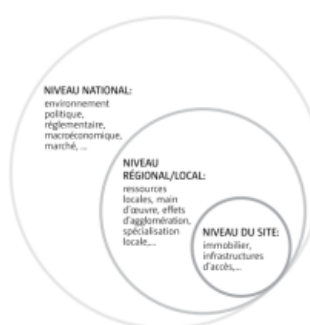 NIVEAU NATIONAL:
environnement
politique,
réglementaire,
macroéconomique,
marché, ...
NIVEAU
RÉGIONAL/LOCAL:
ressources
locales, main
d'œuvre, effets
d'agglomération,
spécialisation
locale,...
NIVEAU DU SITE:
immobilier,
infrastructures
d'accès,...